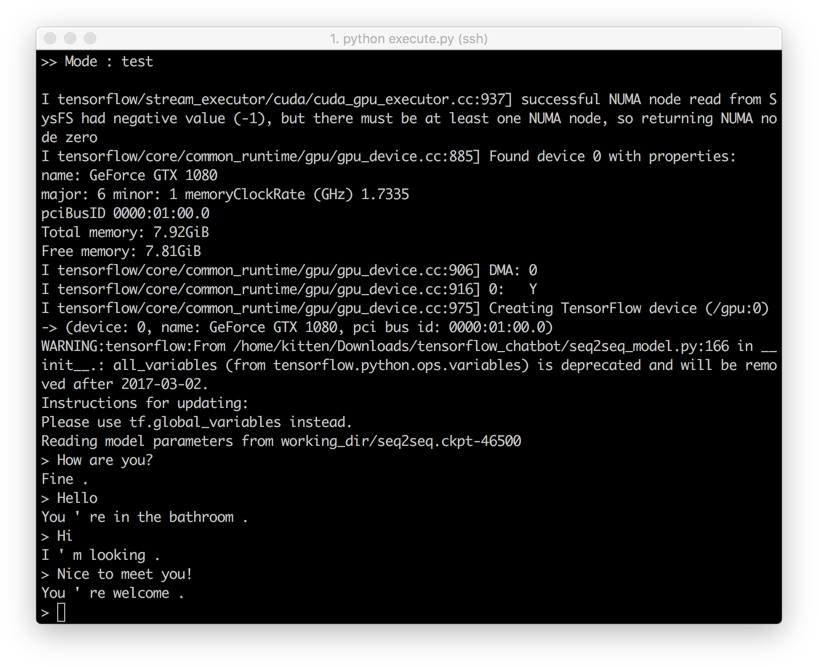 1. python execute.py (ssh)
>> Mode : test
I tensorflow/stream_executor/cuda/cuda_gpu_executor.cc:937] successful NUMA node read from S
ysFS had negative value (-1), but there must be at least one NUMA node, so returning NUMA no
de zero
I tensorflow/core/common_runtime/gpu/gpu_device.cc:885] Found device 0 with properties:
name: GeForce GTX 1080
major: 6 minor: 1 memoryClockRate (GHz) 1.7335
pciBusID 0000:01:00.0
Total memory: 7.92GiB
Free memory: 7.81GiB
I tensorflow/core/common_runtime/gpu/gpu_device.cc:906] DMA: 0
I tensorflow/core/common_runtime/gpu/gpu_device.cc:916] 0:   Y
I tensorflow/core/common_runtime/gpu/gpu_device.cc:975] Creating TensorFlow device (/gpu:0)
-> (device: 0, name: GeForce GTX 1080, pci bus id: 0000:01:00.0)
WARNING:tensorflow:From /home/kitten/Downloads/tensorflow_chatbot/seq2seq_model.py:166 in __
init__.: all_variables (from tensorflow.python.ops.variables) is deprecated and will be remo
ved after 2017-03-02.
Instructions for updating:
Please use tf.global_variables instead.
Reading model parameters from working_dir/seq2seq.ckpt-46500
> How are you?
Fine .
> Hello
You ' re in the bathroom .
> Hi
I ' m looking .
> Nice to meet you!
You ' re welcome .
>